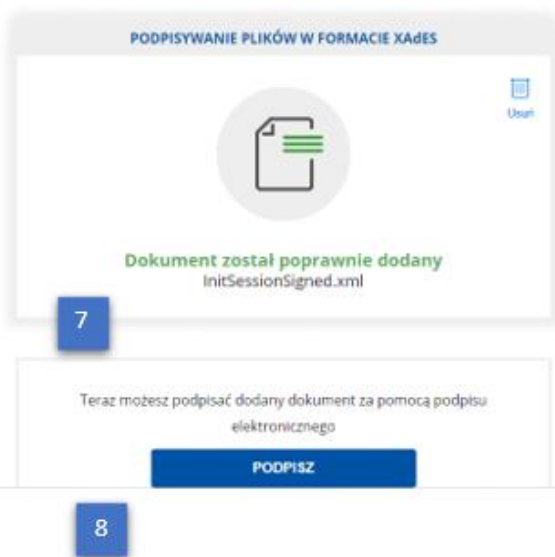 PODPISYWANIE PLIKÓW W FORMACIE XAdES
Usuń
Dokument został poprawnie dodany
InitSessionSigned.xml
7
Teraz możesz podpisać dodany dokument za pomocą podpisu
elektronicznego
PODPISZ
8